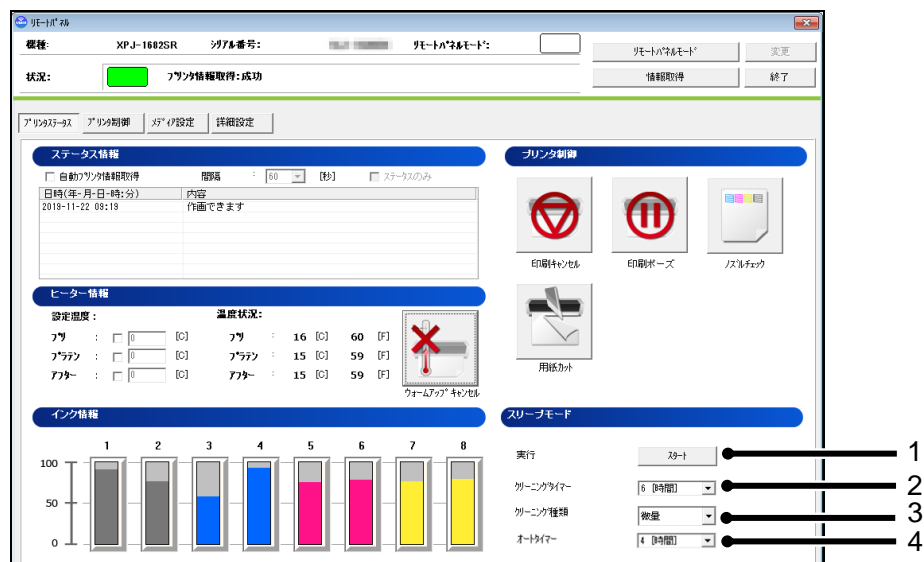 リモートパネル
機種: XPJ-1682SR シリアル番号: リモートパネルモード:
リモートパネルモード 変更
状況: プリンタ情報取得:成功
情報取得 終了
プリンタステータス プリンタ制御 メディア設定 詳細設定
ステータス情報
自動プリンタ情報取得 間隔 : 60 [秒] ステータスのみ
日時(年-月-日-時:分) 内容
2019-11-22 09:19 作画できます
プリンタ制御
印刷キャンセル 印刷ポーズ ノズルチェック
用紙カット
ヒーター情報
設定温度: 温度状況:
プリ : 0 [C] プリ : 16 [C] 60 [F]
プラテン : 0 [C] プラテン : 15 [C] 59 [F]
アフター : 0 [C] アフター : 15 [C] 59 [F]
ウォームアップキャンセル
インク情報
1 2 3 4 5 6 7 8
100
50
0
スリープモード
実行 スタート 1
クリーニングタイマー 6 [時間] 2
クリーニング種類 微量 3
オートタイマー 4 [時間] 4